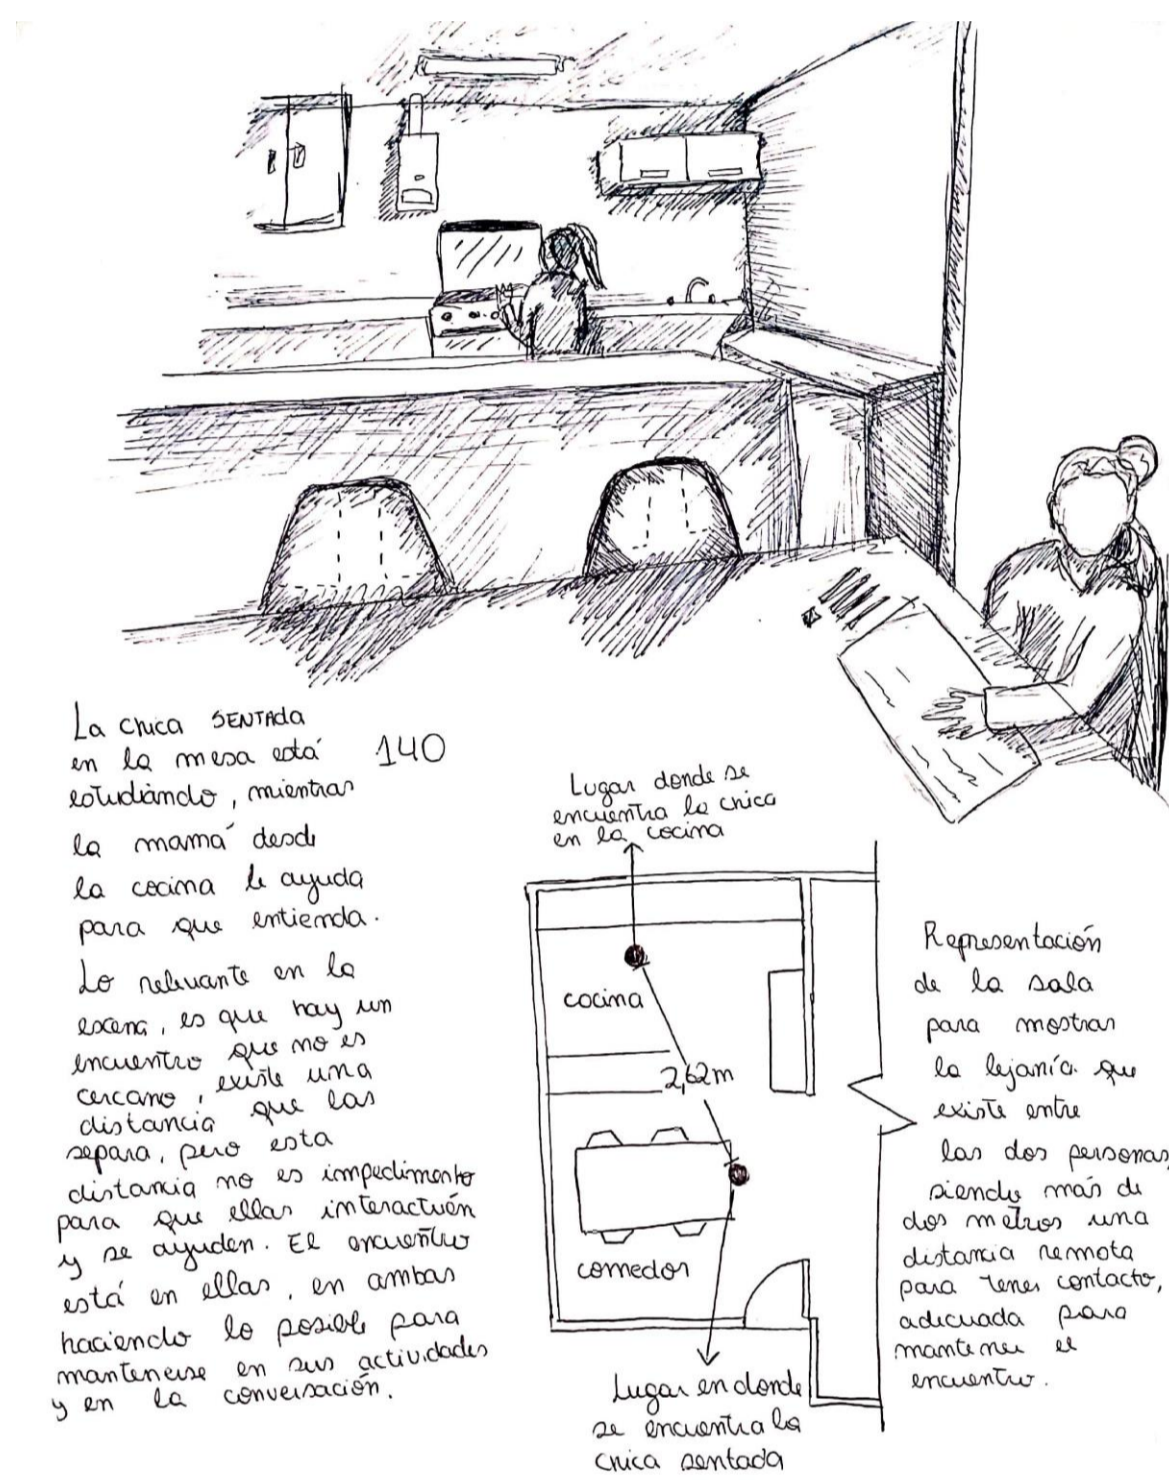 La chica SENTADA
en la mesa está
estudiando, mientras
la mamá desde
la cocina le ayuda
para que entienda.
Lo relevante en la
escena, es que hay un
encuentro que no es
cercano, existe una
distancia que las
separa, pero esta
distancia no es impedimento
para que ellas interactuén
y se ayuden. El encuentro
está en ellas, en ambas
haciendo lo posible para
mantenerse en sus actividades
y en la conversación.
140
Lugar donde se
encuentra la chica
en la cocina
cocina
2,62m
comedor
Lugar en donde
se encuentra la
chica sentada
Representación
de la sala
para mostrar
la lejanía que
existe entre
las dos personas,
siendo más de
dos metros una
distancia remota
para tener contacto,
adecuada para
mantener el
encuentro.